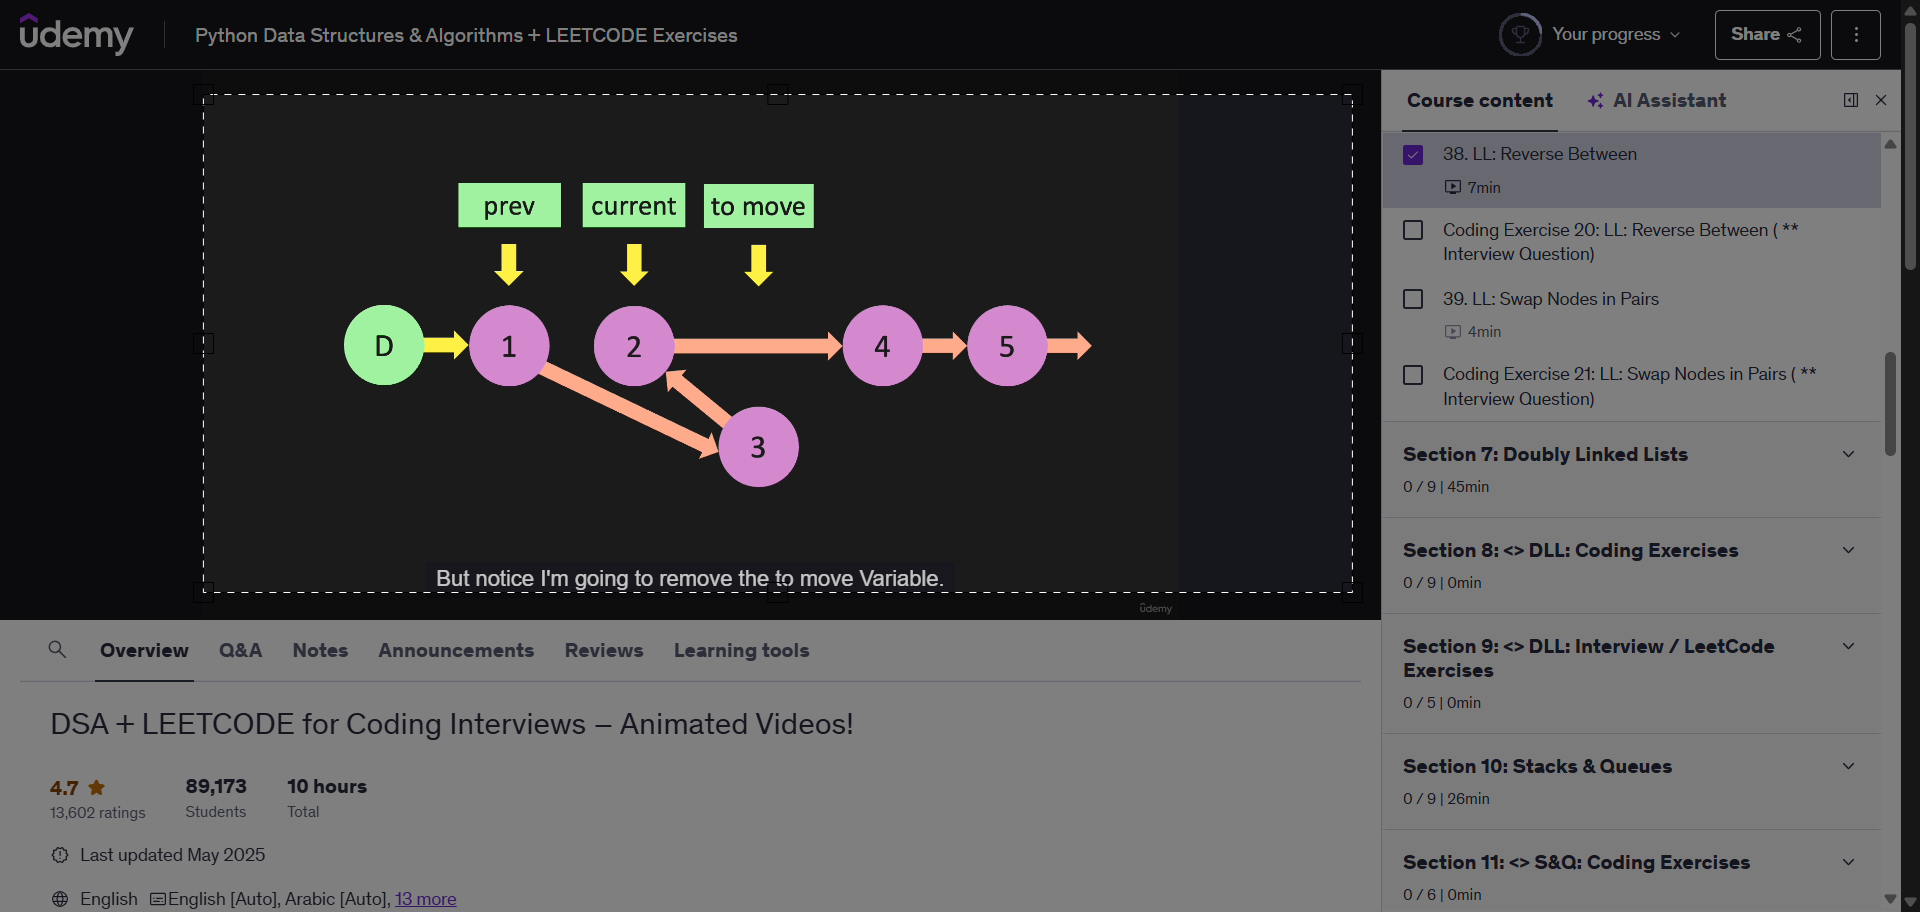 udemy
Python Data Structures & Algorithms + LEETCODE Exercises
Your progress
Share
prev
current
to move
D
1
2
4
5
3
But notice I'm going to remove the to move Variable.
udemy
Course content
AI Assistant
38. LL: Reverse Between
7min
Coding Exercise 20: LL: Reverse Between ( **
Interview Question)
39. LL: Swap Nodes in Pairs
4min
Coding Exercise 21: LL: Swap Nodes in Pairs ( **
Interview Question)
Section 7: Doubly Linked Lists
0 / 9 | 45min
Section 8: <> DLL: Coding Exercises
0 / 9 | 0min
Section 9: <> DLL: Interview / LeetCode
Exercises
0 / 5 | 0min
Section 10: Stacks & Queues
0 / 9 | 26min
Section 11: <> S&Q: Coding Exercises
0 / 6 | 0min
Overview
Q&A
Notes
Announcements
Reviews
Learning tools
DSA + LEETCODE for Coding Interviews – Animated Videos!
4.7
13,602 ratings
89,173
Students
10 hours
Total
Last updated May 2025
English
English [Auto], Arabic [Auto], 13 more